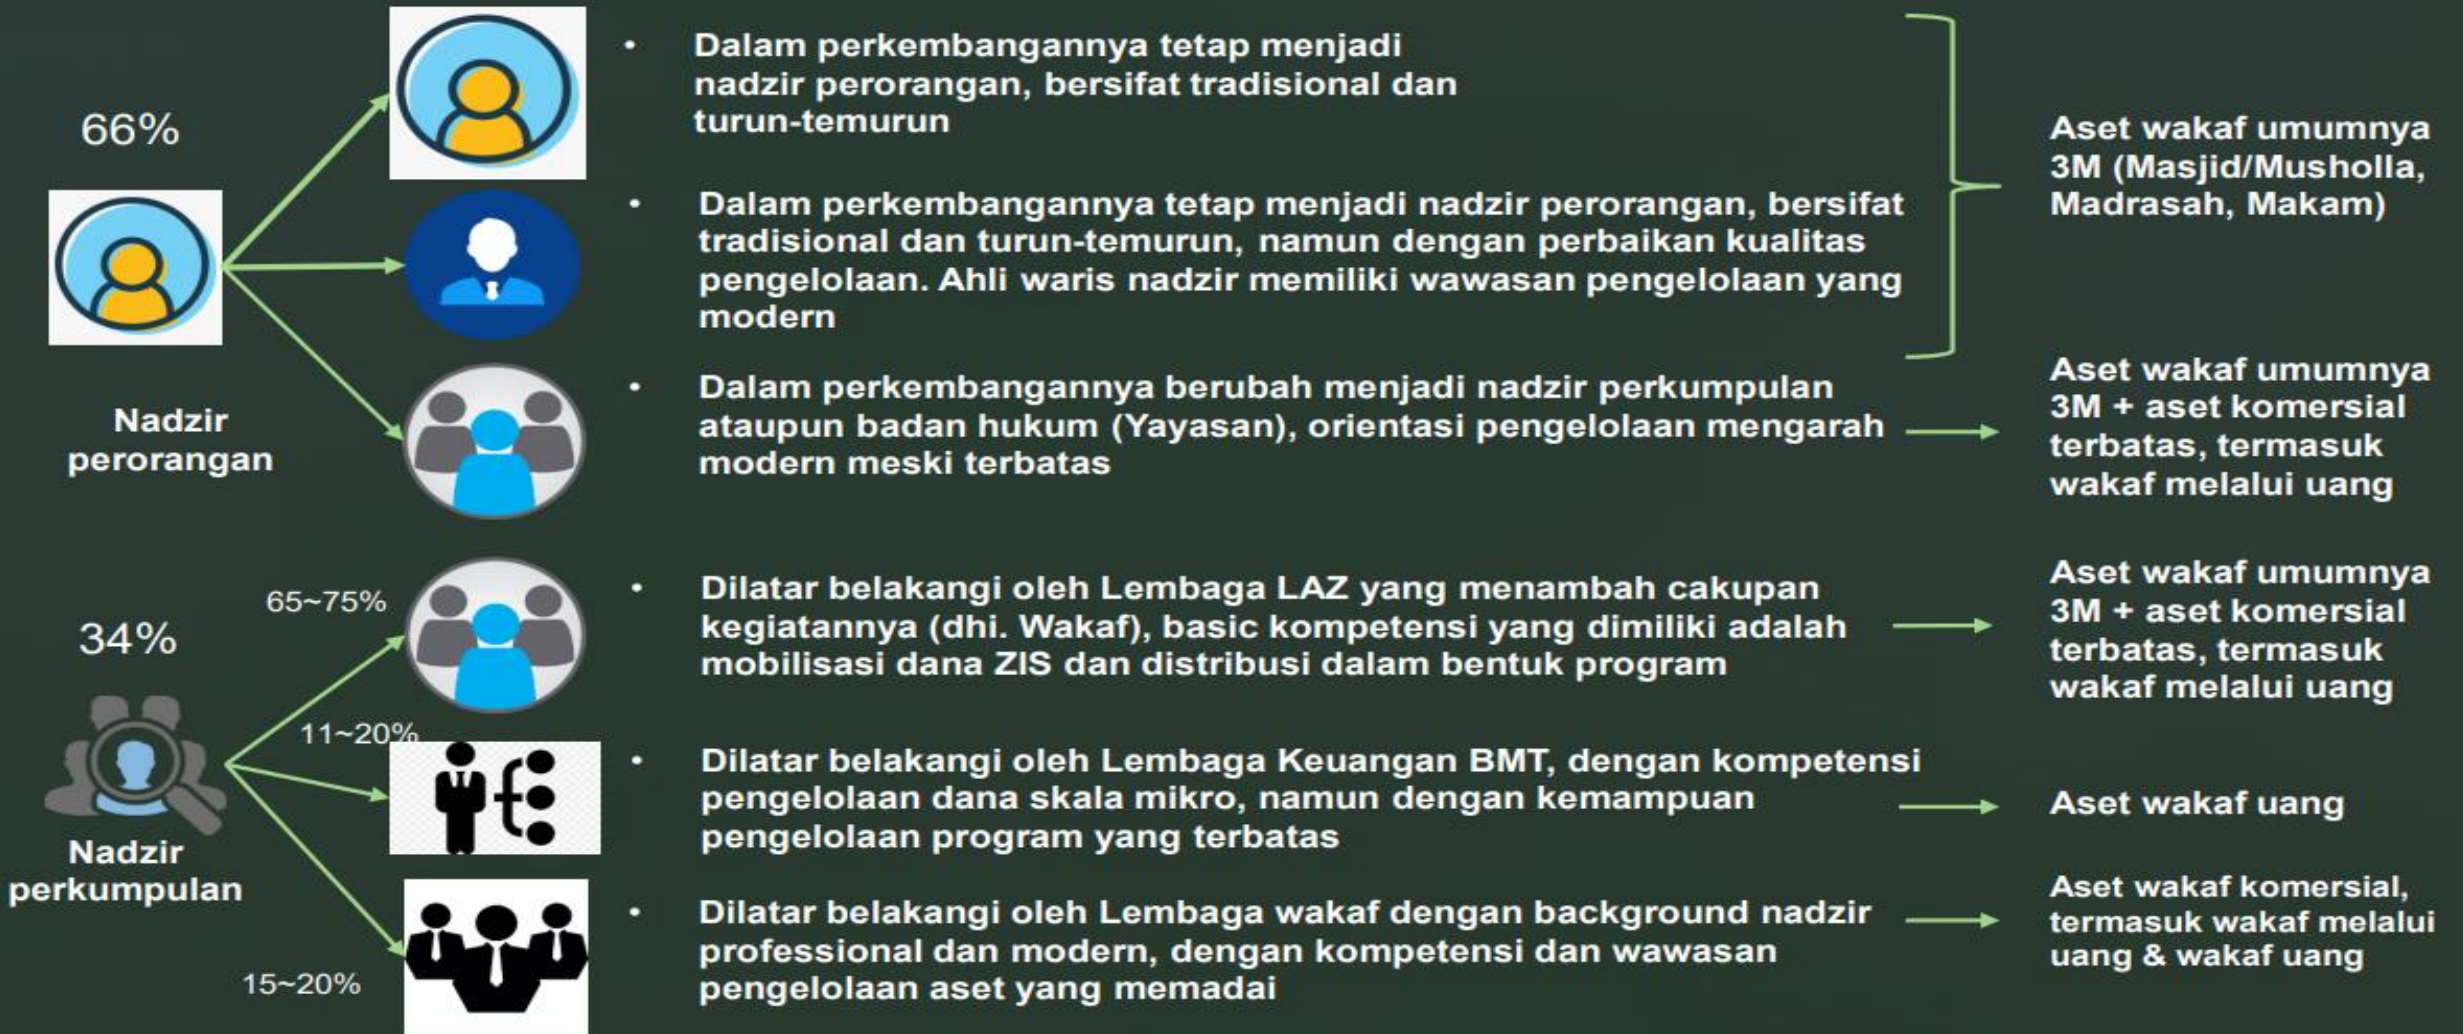 66%
Nadzir
perorangan
• Dalam perkembangannya tetap menjadi
nadzir perorangan, bersifat tradisional dan
turun-temurun
• Dalam perkembangannya tetap menjadi nadzir perorangan, bersifat
tradisional dan turun-temurun, namun dengan perbaikan kualitas
pengelolaan. Ahli waris nadzir memiliki wawasan pengelolaan yang
modern
Aset wakaf umumnya
3M (Masjid/Musholla,
Madrasah, Makam)
• Dalam perkembangannya berubah menjadi nadzir perkumpulan
ataupun badan hukum (Yayasan), orientasi pengelolaan mengarah
modern meski terbatas
Aset wakaf umumnya
3M + aset komersial
terbatas, termasuk
wakaf melalui uang
34%
Nadzir
perkumpulan
65~75%
• Dilatar belakangi oleh Lembaga LAZ yang menambah cakupan
kegiatannya (dhi. Wakaf), basic kompetensi yang dimiliki adalah
mobilisasi dana ZIS dan distribusi dalam bentuk program
Aset wakaf umumnya
3M + aset komersial
terbatas, termasuk
wakaf melalui uang
11~20%
• Dilatar belakangi oleh Lembaga Keuangan BMT, dengan kompetensi
pengelolaan dana skala mikro, namun dengan kemampuan
pengelolaan program yang terbatas
Aset wakaf uang
15~20%
• Dilatar belakangi oleh Lembaga wakaf dengan background nadzir
professional dan modern, dengan kompetensi dan wawasan
pengelolaan aset yang memadai
Aset wakaf komersial,
termasuk wakaf melalui
uang & wakaf uang